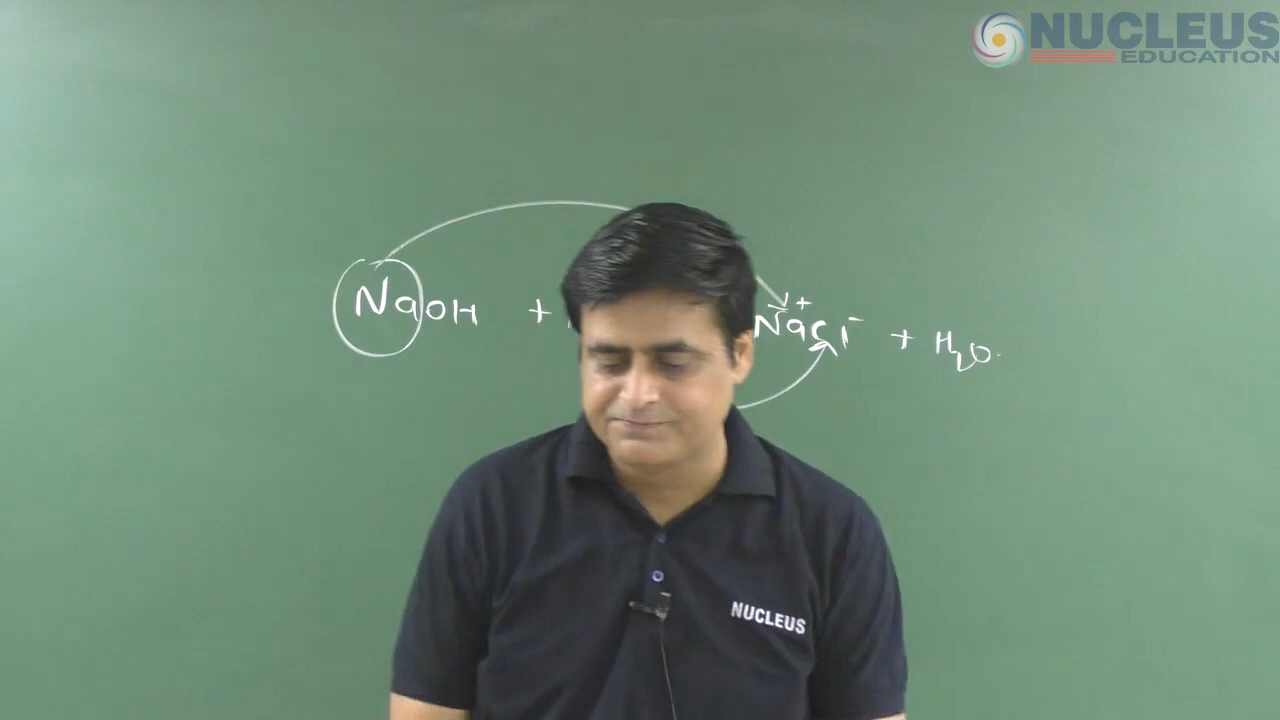 NUCLEUS
EDUCATION
NaOH + Na⁺Cl⁻ + H₂O
NUCLEUS